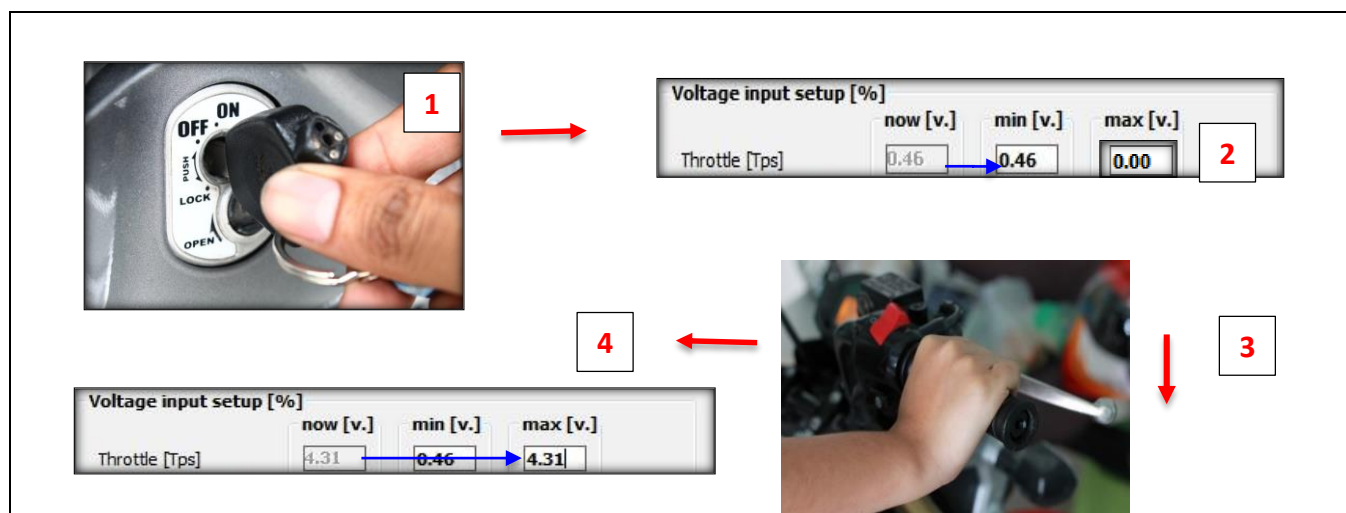 1
ON
OFF
PUSH
LOCK
OPEN
Voltage input setup [%]
now [v.] min [v.] max [v.]
Throttle [Tps] 0.46 0.46 0.00
2
3
4
Voltage input setup [%]
now [v.] min [v.] max [v.]
Throttle [Tps] 4.31 0.46 4.31